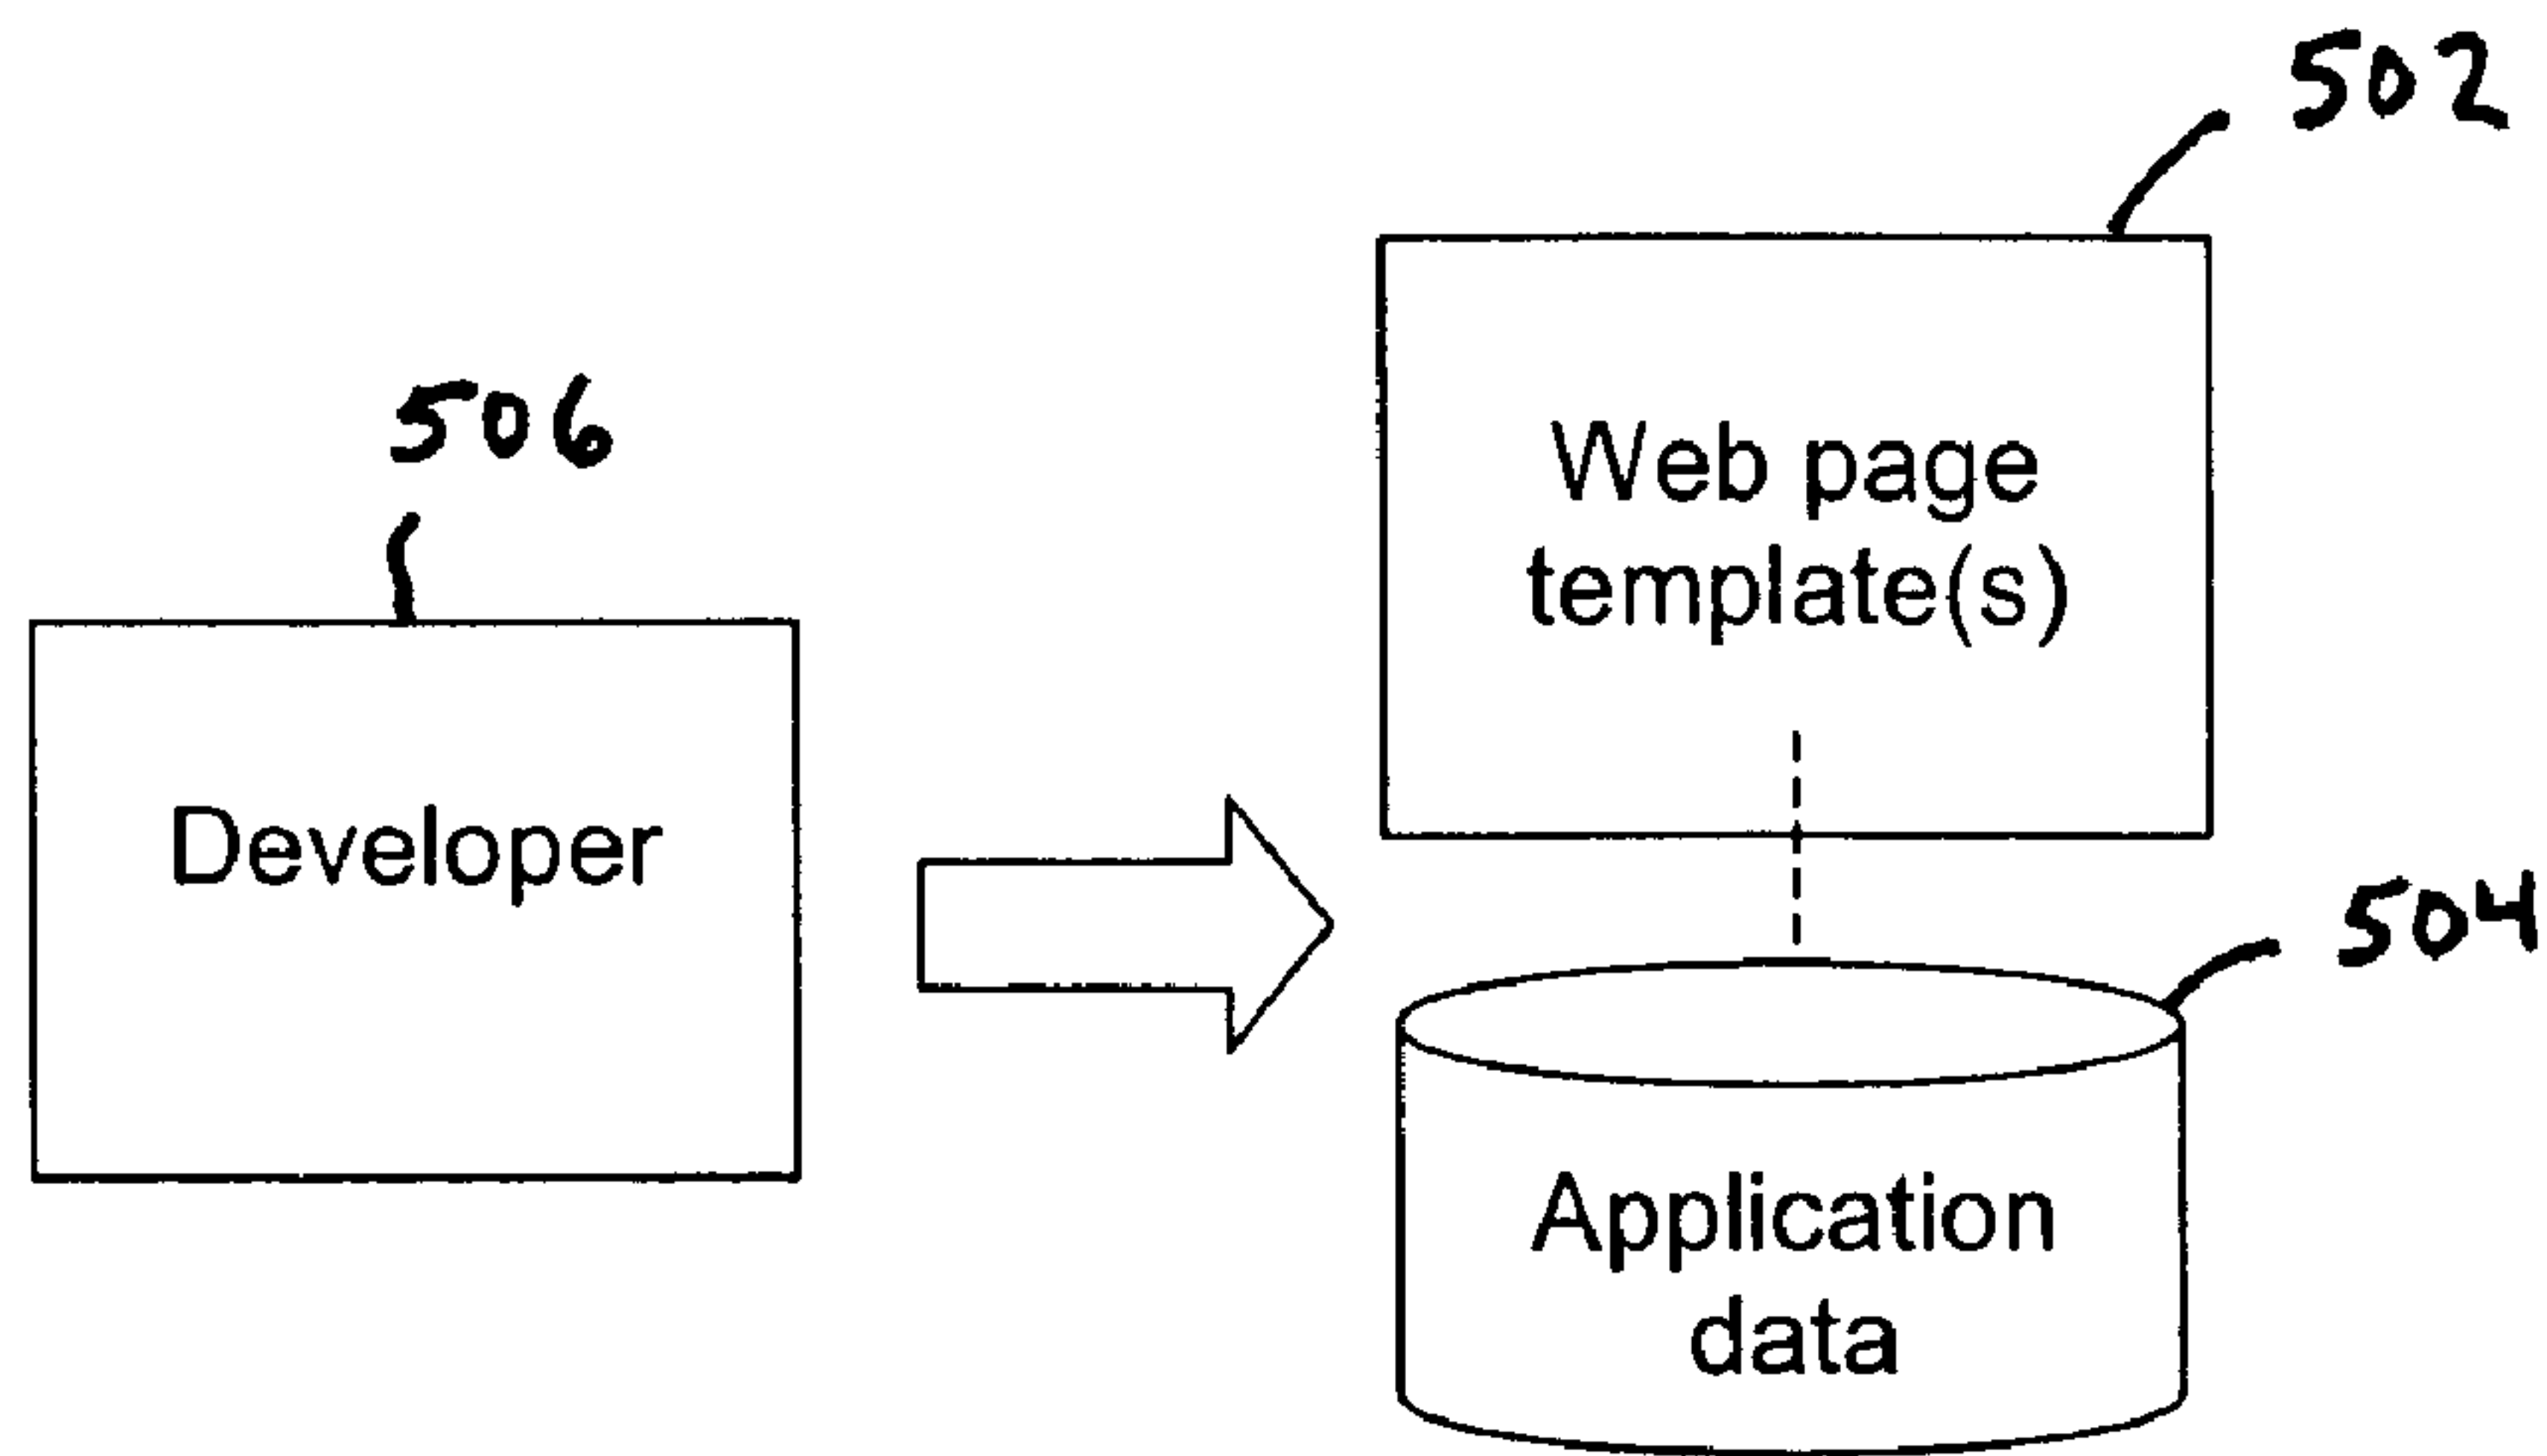 502
506
Web page
template(s)
Developer
504
Application
data